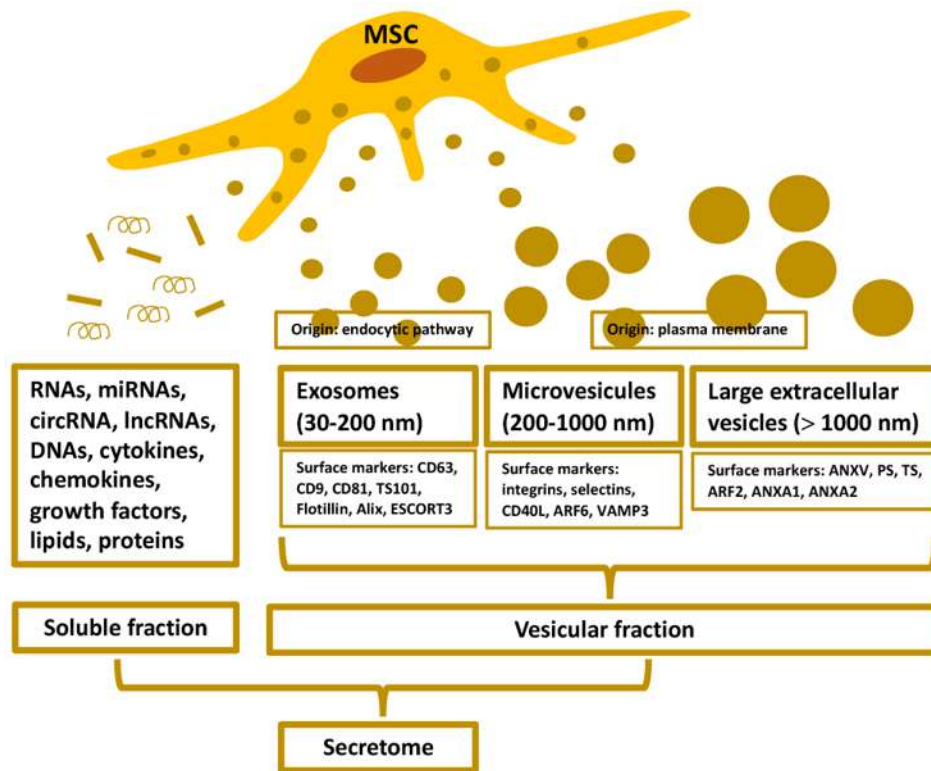 MSC
Origin: endocytic pathway
Origin: plasma membrane
RNAs, miRNAs,
circRNA, lncRNAs,
DNAs, cytokines,
chemokines,
growth factors,
lipids, proteins
Exosomes
(30-200 nm)
Surface markers: CD63,
CD9, CD81, TS101,
Flotillin, Alix, ESCORT3
Microvesicules
(200-1000 nm)
Surface markers:
integrins, selectins,
CD40L, ARF6, VAMP3
Large extracellular
vesicles (> 1000 nm)
Surface markers: ANXV, PS, TS,
ARF2, ANXA1, ANXA2
Soluble fraction
Vesicular fraction
Secretome